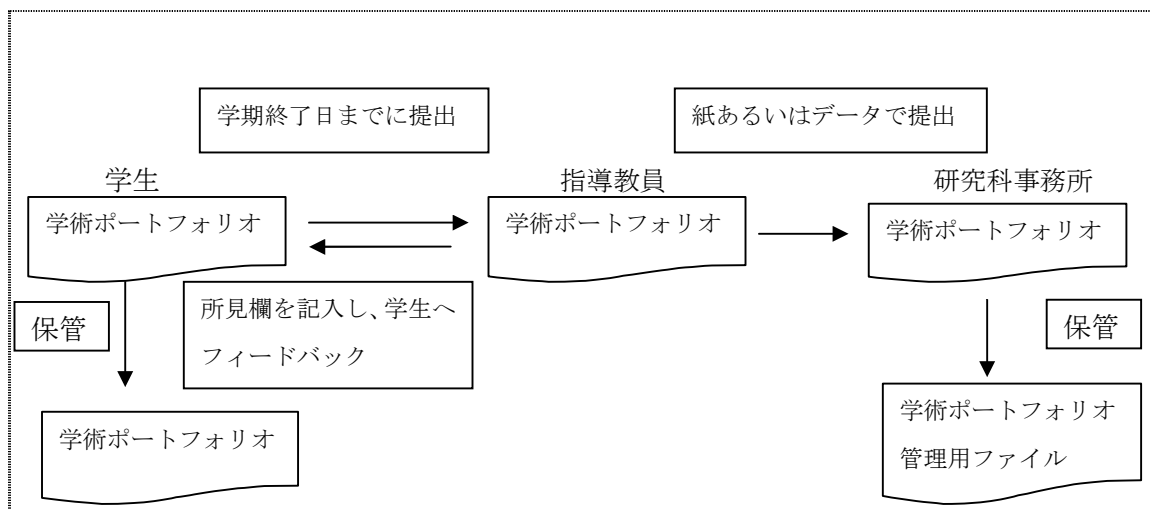 学期終了日までに提出
紙あるいはデータで提出
学生
指導教員
研究科事務所
学術ポートフォリオ
学術ポートフォリオ
学術ポートフォリオ
所見欄を記入し、学生へ
フィードバック
保管
保管
学術ポートフォリオ
学術ポートフォリオ
管理用ファイル